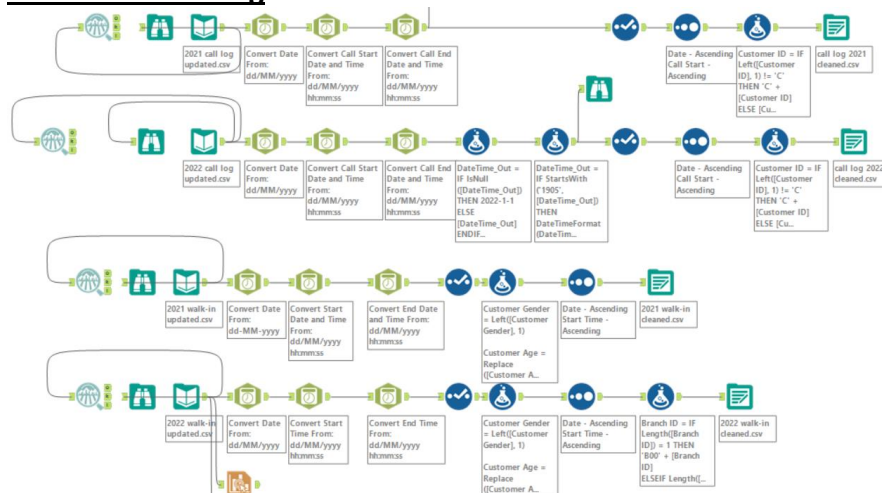 2021 call log
updated.csv
Convert Date
From:
dd/MM/yyyy
Convert Call Start
Date and Time
From:
dd/MM/yyyy
hh:mm:ss
Convert Call End
Date and Time
From:
dd/MM/yyyy
hh:mm:ss
Date - Ascending
Call Start -
Ascending
Customer ID = IF
Left([Customer
ID], 1) != 'C'
THEN 'C' +
[Customer ID]
ELSE [Cu...
call log 2021
cleaned.csv
2022 call log
updated.csv
Convert Date
From:
dd/MM/yyyy
Convert Call Start
Date and Time
From:
dd/MM/yyyy
hh:mm:ss
Convert Call End
Date and Time
From:
dd/MM/yyyy
hh:mm:ss
DateTime_Out =
IF IsNull
([DateTime_Out])
THEN 2022-1-1
ELSE
[DateTime_Out]
ENDIF...
DateTime_Out =
IF StartsWith
('1905',
[DateTime_Out])
THEN
DateTimeFormat
(DateTim...
Date - Ascending
Call Start -
Ascending
Customer ID = IF
Left([Customer
ID], 1) != 'C'
THEN 'C' +
[Customer ID]
ELSE [Cu...
call log 2022
cleaned.csv
2021 walk-in
updated.csv
Convert Date
From:
dd-MM-yyyy
Convert Start
Date and Time
From:
dd/MM/yyyy
hh:mm:ss
Convert End Date
and Time From:
dd/MM/yyyy
hh:mm:ss
Customer Gender
= Left([Customer
Gender], 1)
Customer Age =
Replace
([Customer A...
Date - Ascending
Start Time -
Ascending
2021 walk-in
cleaned.csv
2022 walk-in
updated.csv
Convert Date
From:
dd/MM/yyyy
Convert Start
Time From:
dd/MM/yyyy
hh:mm:ss
Convert End Time
From:
dd/MM/yyyy
hh:mm:ss
Customer Gender
= Left([Customer
Gender], 1)
Customer Age =
Replace
([Customer A...
Date - Ascending
Start Time -
Ascending
Branch ID = IF
Length([Branch
ID]) = 1 THEN
'B00' + [Branch
ID]
ELSEIF Length([...
2022 walk-in
cleaned.csv